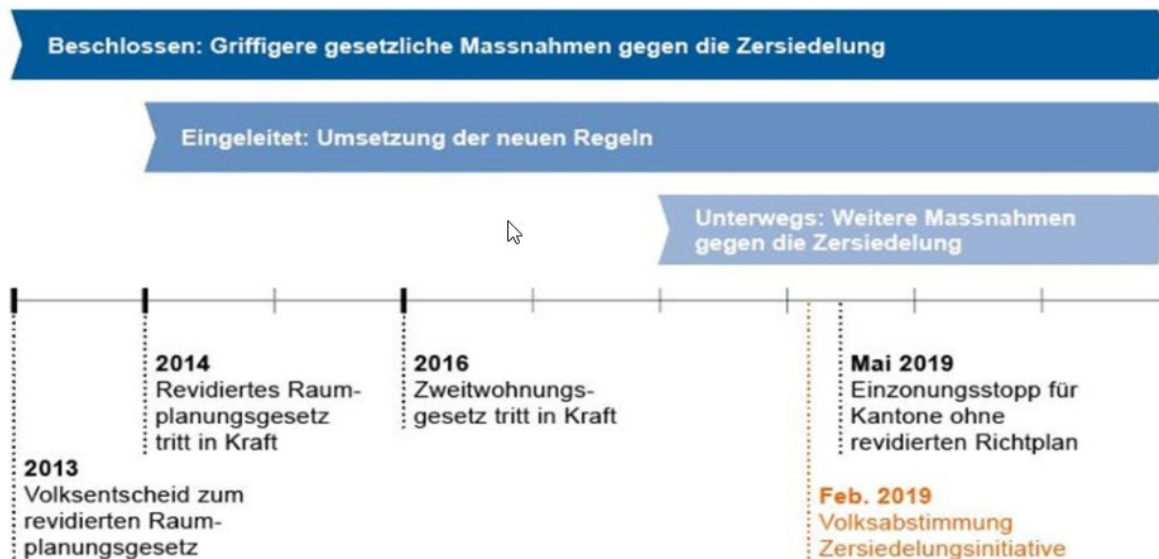 Beschlossen: Griffigere gesetzliche Massnahmen gegen die Zersiedelung
Eingeleitet: Umsetzung der neuen Regeln
Unterwegs: Weitere Massnahmen
gegen die Zersiedelung
2014
Revidiertes Raum-
planungsgesetz
tritt in Kraft
2016
Zweitwohnungs-
gesetz tritt in Kraft
Mai 2019
Einzonungsstopp für
Kantone ohne
revidierten Richtplan
2013
Volksentscheid zum
revidierten Raum-
planungsgesetz
Feb. 2019
Volksabstimmung
Zersiedelungsinitiative